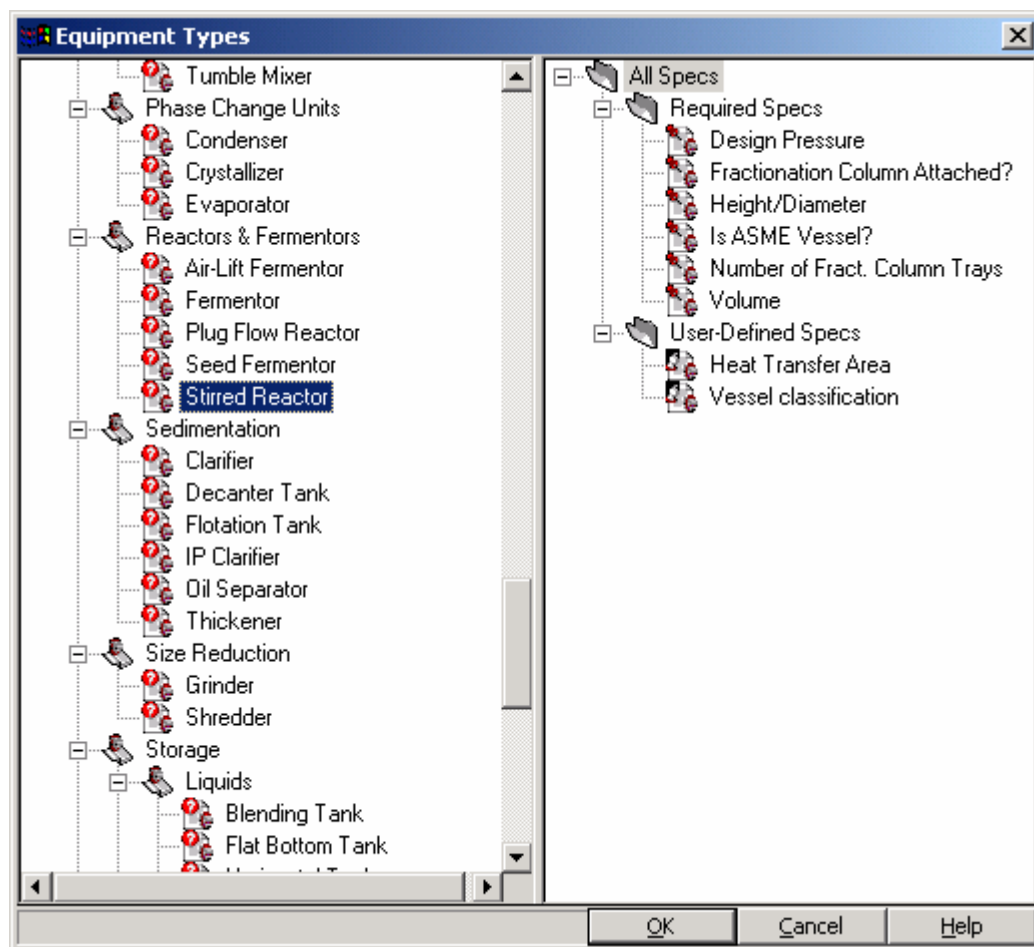 Equipment Types
Tumble Mixer
Phase Change Units
Condenser
Crystallizer
Evaporator
Reactors & Fermentors
Air-Lift Fermentor
Fermentor
Plug Flow Reactor
Seed Fermentor
Stirred Reactor
Sedimentation
Clarifier
Decanter Tank
Flotation Tank
IP Clarifier
Oil Separator
Thickener
Size Reduction
Grinder
Shredder
Storage
Liquids
Blending Tank
Flat Bottom Tank
All Specs
Required Specs
Design Pressure
Fractionation Column Attached?
Height/Diameter
Is ASME Vessel?
Number of Fract. Column Trays
Volume
User-Defined Specs
Heat Transfer Area
Vessel classification
OK Cancel Help